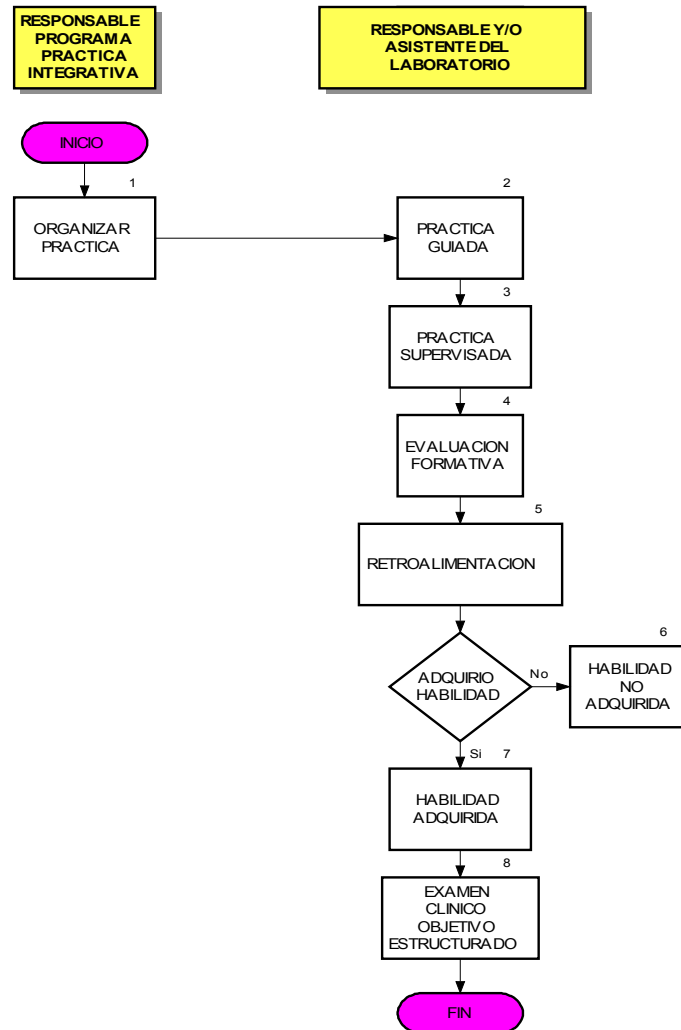 RESPONSABLE
PROGRAMA
PRACTICA
INTEGRATIVA
RESPONSABLE Y/O
ASISTENTE DEL
LABORATORIO
INICIO
1
ORGANIZAR
PRACTICA
2
PRACTICA
GUIADA
3
PRACTICA
SUPERVISADA
4
EVALUACION
FORMATIVA
5
RETROALIMENTACION
ADQUIRIO
HABILIDAD
No
6
HABILIDAD
NO
ADQUIRIDA
Si
7
HABILIDAD
ADQUIRIDA
8
EXAMEN
CLINICO
OBJETIVO
ESTRUCTURADO
FIN